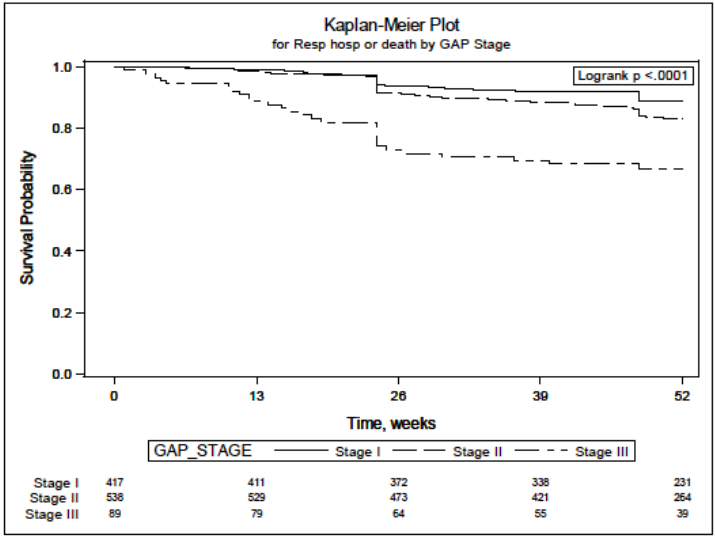 Kaplan-Meier Plot
for Resp hosp or death by GAP Stage
Logrank p <.0001
Survival Probability
1.0
0.8
0.6
0.4
0.2
0.0
0 13 26 39 52
Time, weeks
GAP_STAGE Stage I Stage II Stage III
Stage I 417 411 372 338 231
Stage II 538 529 473 421 264
Stage III 89 79 64 55 39